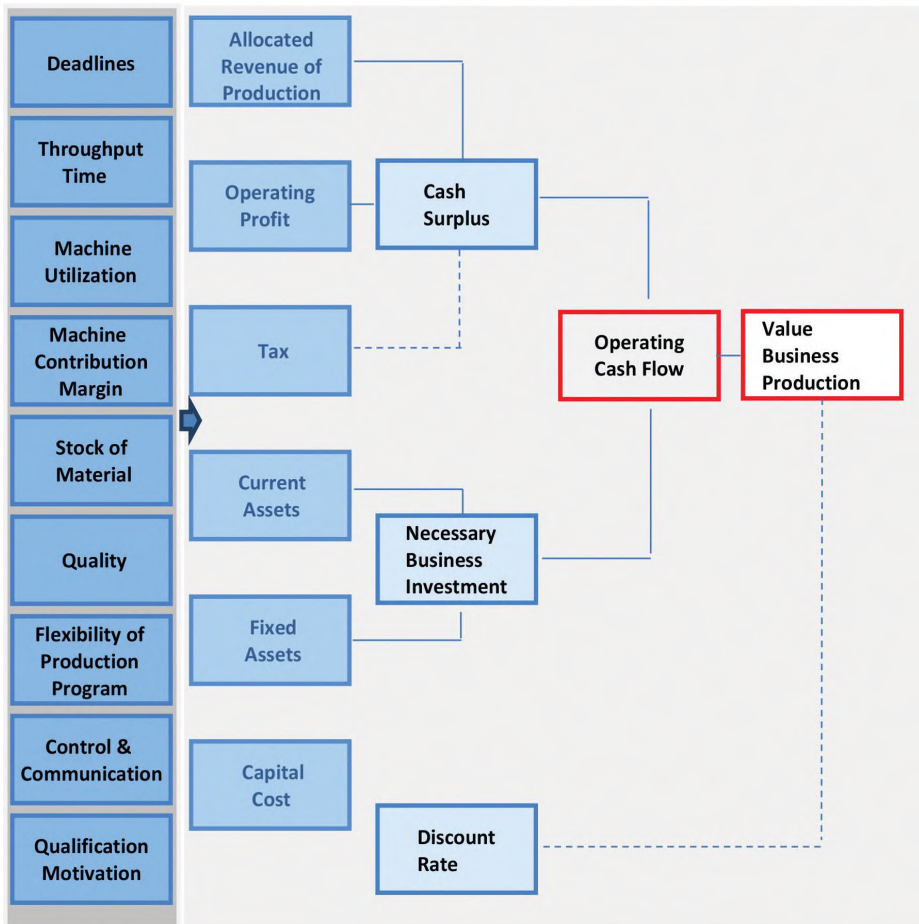 Deadlines
Throughput
Time
Machine
Utilization
Machine
Contribution
Margin
Stock of
Material
Quality
Flexibility of
Production
Program
Control &
Communication
Qualification
Motivation
Allocated
Revenue of
Production
Operating
Profit
Tax
Current
Assets
Fixed
Assets
Capital
Cost
Cash
Surplus
Necessary
Business
Investment
Discount
Rate
Operating
Cash Flow
Value
Business
Production